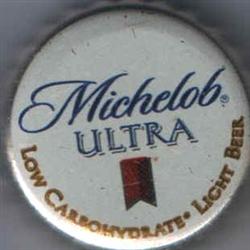 Michelob®
ULTRA
LOW CARBOHYDRATE • LIGHT BEER